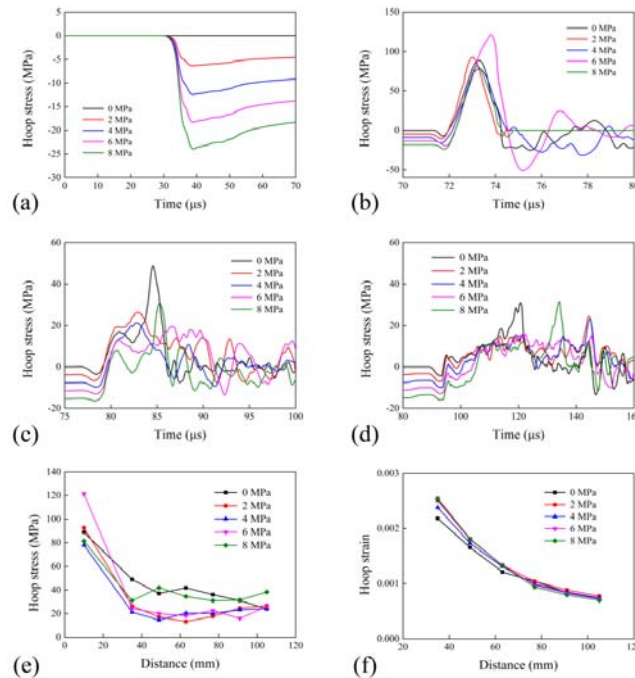 5
0
-5
-10
-15
-20
-25
-30
Hoop stress (MPa)
0 MPa
2 MPa
4 MPa
6 MPa
8 MPa
0 10 20 30 40 50 60 70
Time (μs)
(a)
150
100
50
0
-50
Hoop stress (MPa)
0 MPa
2 MPa
4 MPa
6 MPa
8 MPa
70 72 74 76 78 80
Time (μs)
(b)
60
40
20
0
-20
Hoop stress (MPa)
0 MPa
2 MPa
4 MPa
6 MPa
8 MPa
75 80 85 90 95 100
Time (μs)
(c)
60
40
20
0
-20
Hoop stress (MPa)
0 MPa
2 MPa
4 MPa
6 MPa
8 MPa
80 100 120 140 160
Time (μs)
(d)
140
120
100
80
60
40
20
0
Hoop stress (MPa)
0 MPa
2 MPa
4 MPa
6 MPa
8 MPa
0 20 40 60 80 100 120
Distance (mm)
(e)
0.003
0.002
0.001
0.000
Hoop strain
0 MPa
2 MPa
4 MPa
6 MPa
8 MPa
20 40 60 80 100 120
Distance (mm)
(f)